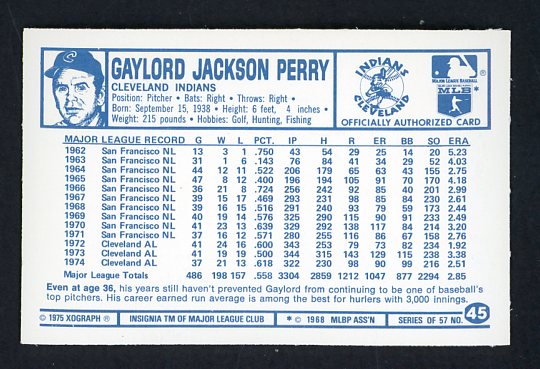 GAYLORD JACKSON PERRY
CLEVELAND INDIANS
Position: Pitcher • Bats: Right • Throws: Right •
Born: September 15, 1938 • Height: 6 feet, 4 inches •
Weight: 215 pounds • Hobbies: Golf, Hunting, Fishing
INDIANS
CLEVELAND
MAJOR LEAGUE BASEBALL
®
MLB *
OFFICIALLY AUTHORIZED CARD
MAJOR LEAGUE RECORD G W L PCT. IP H R ER BB SO ERA
1962 San Francisco NL 13 3 1 .750 43 54 29 25 14 20 5.23
1963 San Francisco NL 31 1 6 .143 76 84 41 34 29 52 4.03
1964 San Francisco NL 44 12 11 .522 206 179 65 63 43 155 2.75
1965 San Francisco NL 47 8 12 .400 196 194 105 91 70 170 4.18
1966 San Francisco NL 36 21 8 .724 256 242 92 85 40 201 2.99
1967 San Francisco NL 39 15 17 .469 293 231 98 85 84 230 2.61
1968 San Francisco NL 39 16 15 .516 291 240 93 79 59 173 2.44
1969 San Francisco NL 40 19 14 .576 325 290 115 90 91 233 2.49
1970 San Francisco NL 41 23 13 .639 329 292 138 117 84 214 3.20
1971 San Francisco NL 37 16 12 .571 280 255 116 86 67 158 2.76
1972 Cleveland AL 41 24 16 .600 343 253 79 73 82 234 1.92
1973 Cleveland AL 41 19 19 .500 344 315 143 129 115 238 3.38
1974 Cleveland AL 37 21 13 .618 322 230 98 90 99 216 2.51
Major League Totals 486 198 157 .558 3304 2859 1212 1047 877 2294 2.85
Even at age 36, his years still haven't prevented Gaylord from continuing to be one of baseball's
top pitchers. His career earned run average is among the best for hurlers with 3,000 innings.
© 1975 XOGRAPH ® INSIGNIA TM OF MAJOR LEAGUE CLUB * © 1968 MLBP ASS'N SERIES OF 57 NO. 45